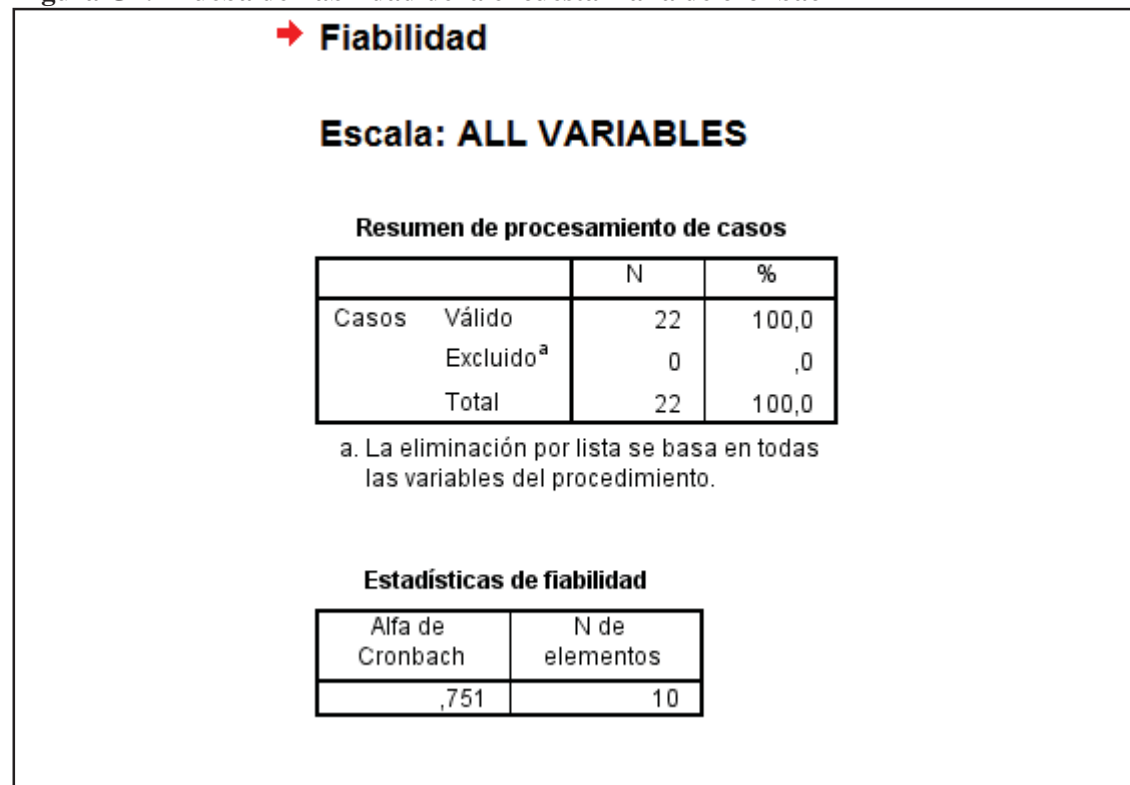 Fiabilidad
Escala: ALL VARIABLES
Resumen de procesamiento de casos
N %
Casos Válido 22 100,0
Excluidoª 0 ,0
Total 22 100,0
a. La eliminación por lista se basa en todas
las variables del procedimiento.
Estadísticas de fiabilidad
Alfa de Cronbach N de elementos
,751 10